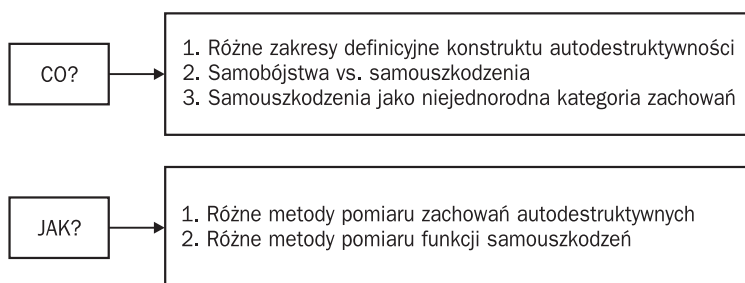 CO?
1. Różne zakresy definicyjne konstruktu autodestruktywności
2. Samobójstwa vs. samouszkodzenia
3. Samouszkodzenia jako niejednorodna kategoria zachowań
JAK?
1. Różne metody pomiaru zachowań autodestruktywnych
2. Różne metody pomiaru funkcji samouszkodzeń